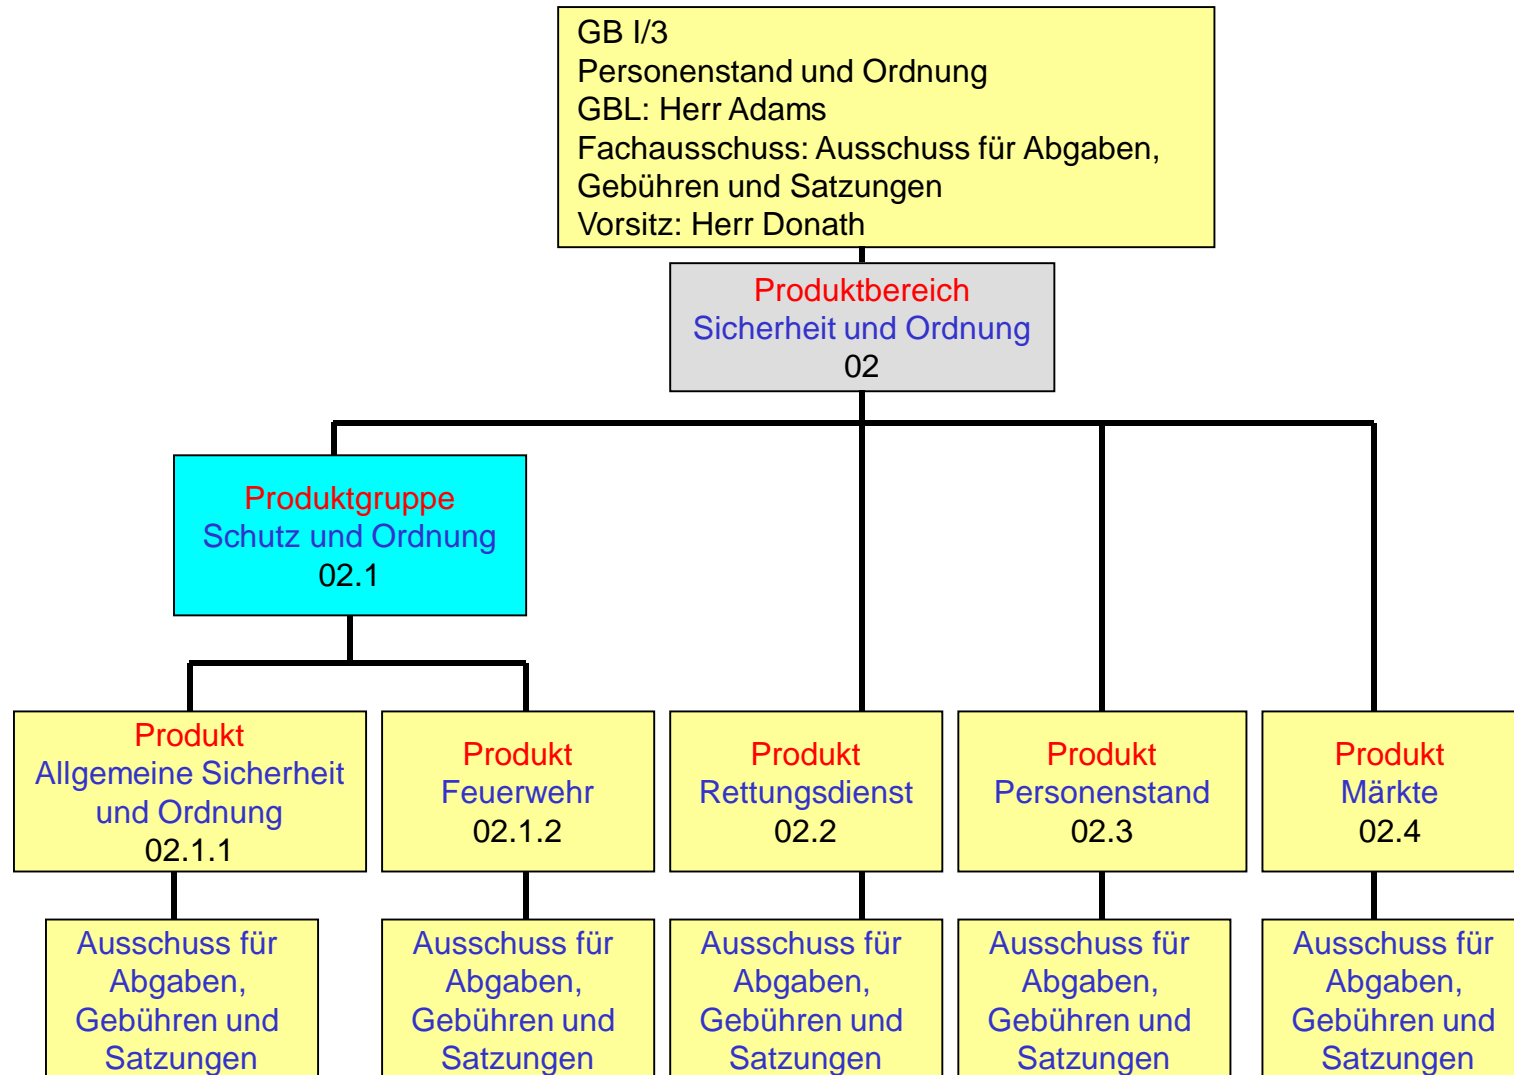 GB I/3
Personenstand und Ordnung
GBL: Herr Adams
Fachausschuss: Ausschuss für Abgaben,
Gebühren und Satzungen
Vorsitz: Herr Donath
Produktbereich
Sicherheit und Ordnung
02
Produktgruppe
Schutz und Ordnung
02.1
Produkt
Allgemeine Sicherheit
und Ordnung
02.1.1
Produkt
Feuerwehr
02.1.2
Produkt
Rettungsdienst
02.2
Produkt
Personenstand
02.3
Produkt
Märkte
02.4
Ausschuss für
Abgaben,
Gebühren und
Satzungen
Ausschuss für
Abgaben,
Gebühren und
Satzungen
Ausschuss für
Abgaben,
Gebühren und
Satzungen
Ausschuss für
Abgaben,
Gebühren und
Satzungen
Ausschuss für
Abgaben,
Gebühren und
Satzungen